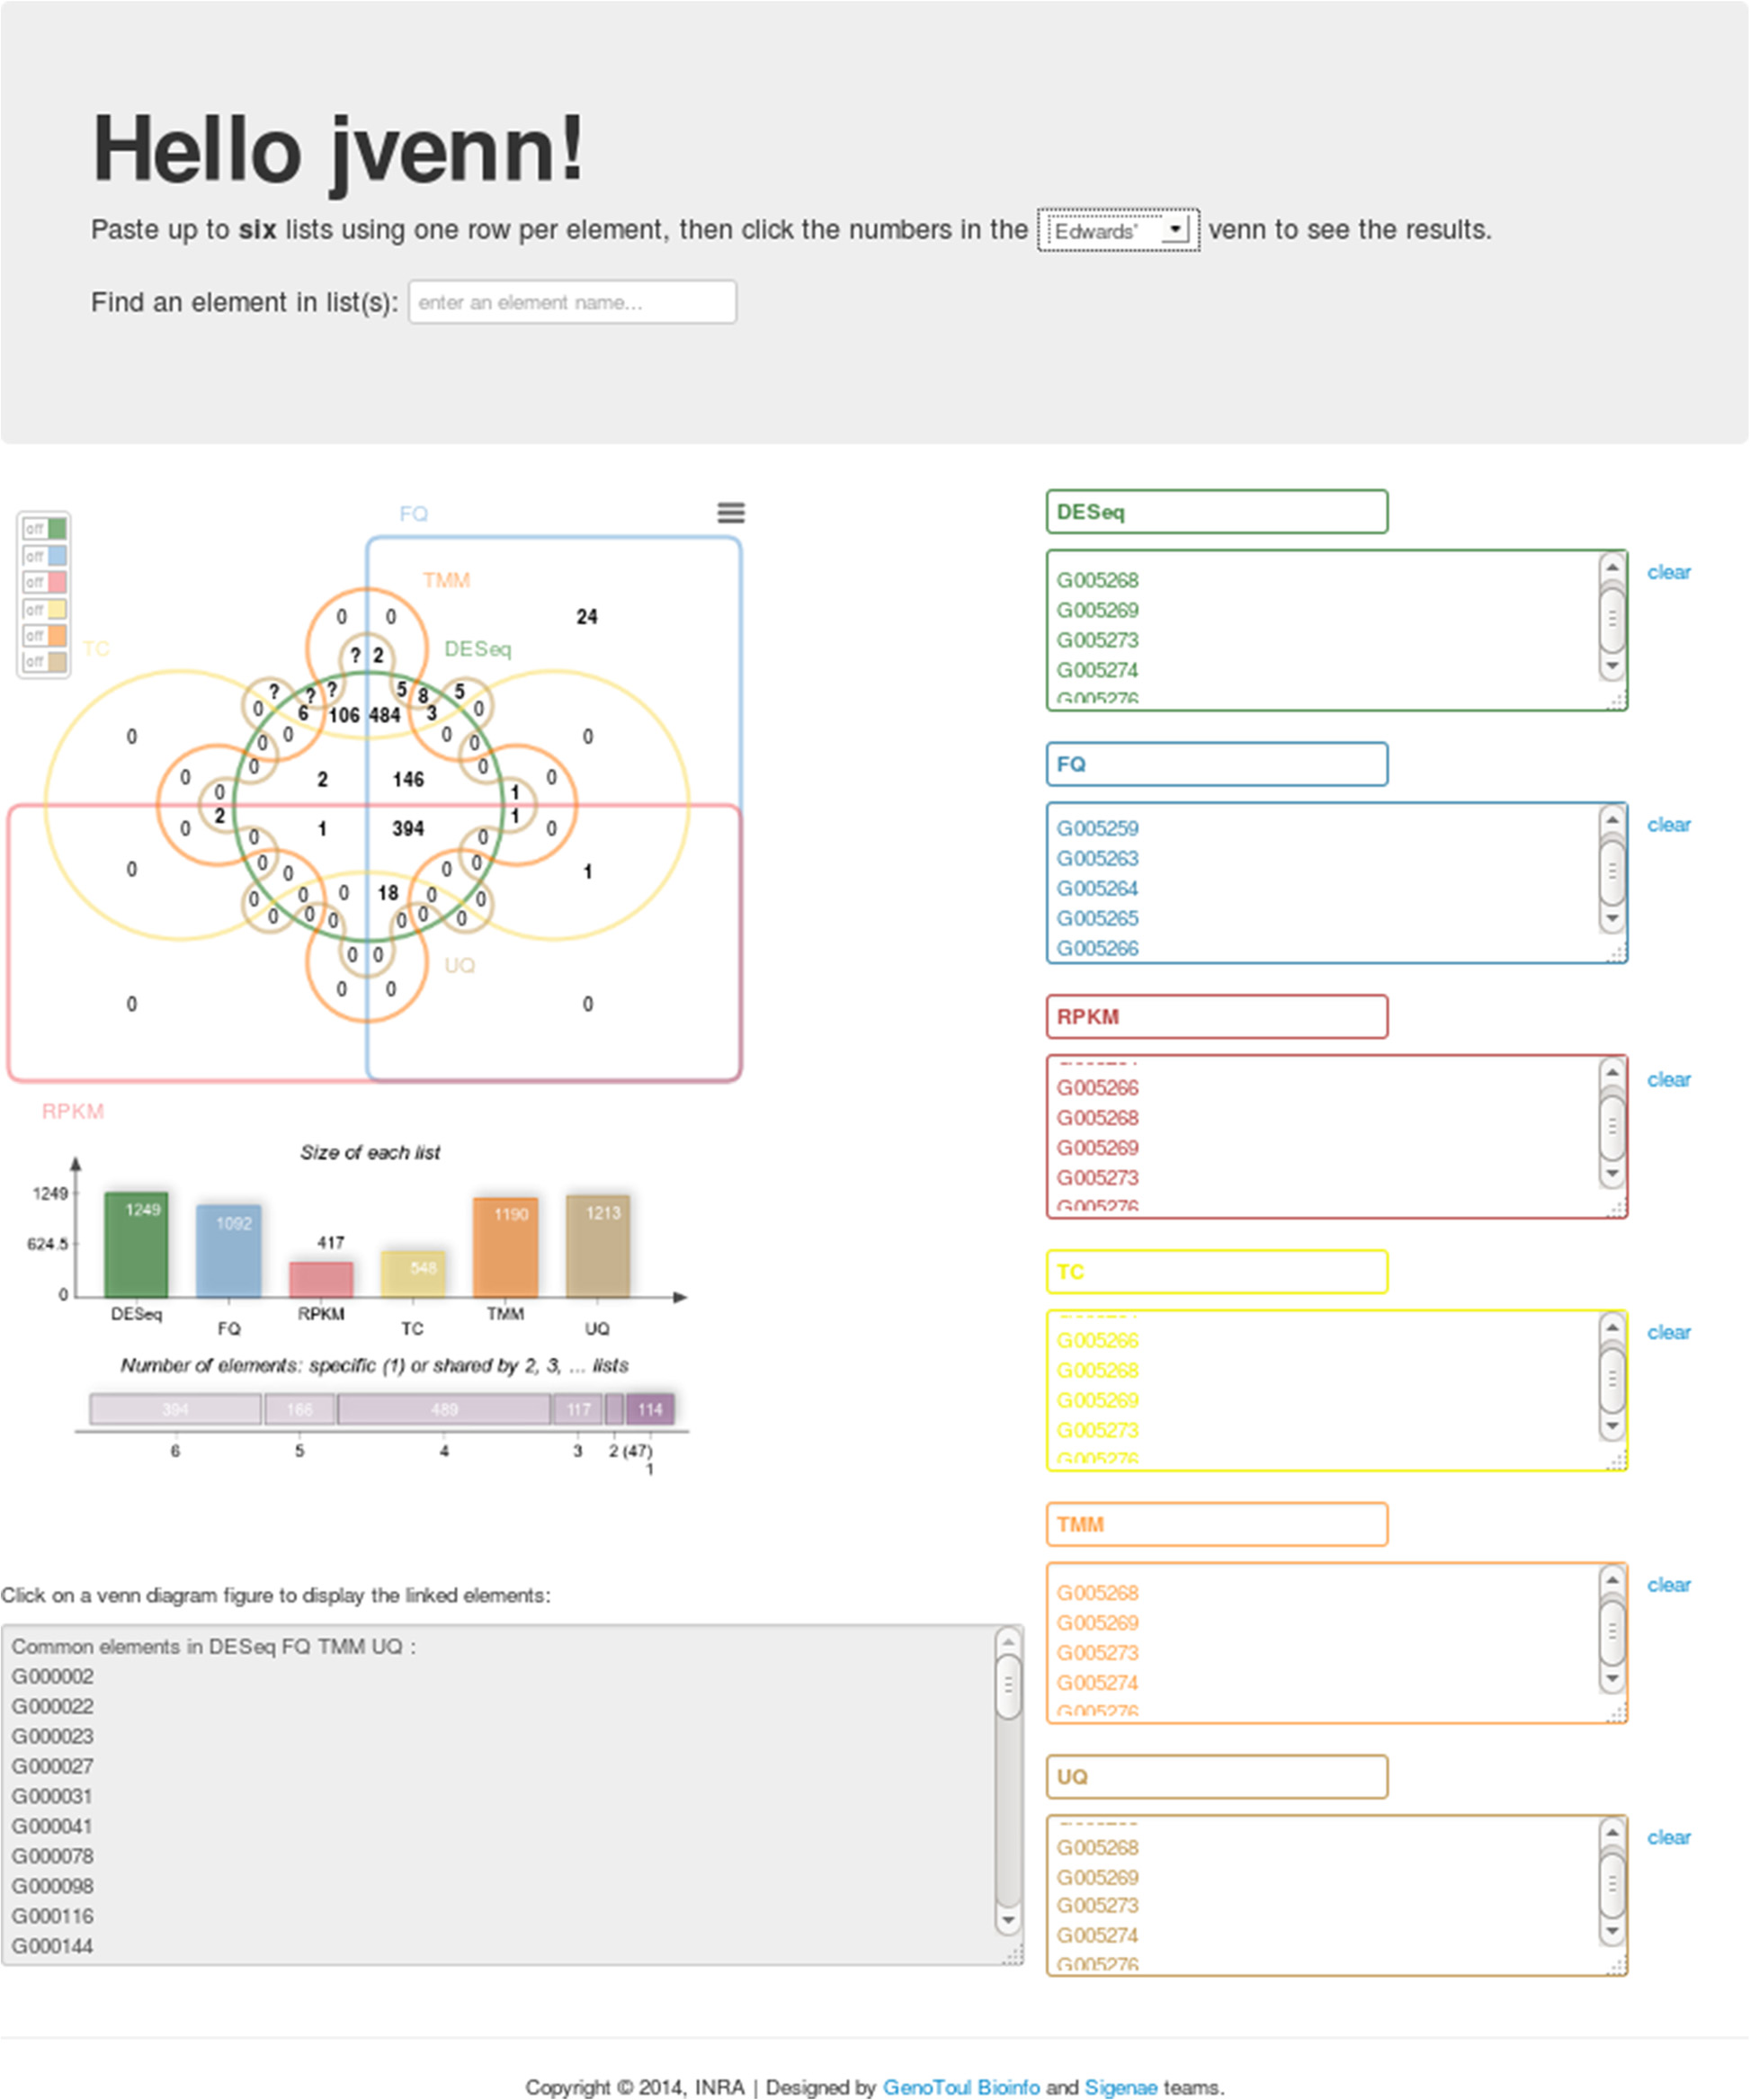 Hello jvenn!
Paste up to six lists using one row per element, then click the numbers in the Edwards' venn to see the results.
Find an element in list(s): enter an element name...
off
off
off
off
off
off
FQ
TMM
DESeq
TC
UQ
RPKM
0 0 24
? 2
? ? ? 5 8 5
0 6 106 484 3 0
0 0 0 0 0 0
0 0
0 2 146 0
0 1
2 1
0 1 394 0
0 0
0 0 0 0 0 1
0 0 0 18 0 0
0 0 0 0 0 0
0 0
0 0
0 0
Size of each list
1249
624.5
0
1249 1092 417 548 1190 1213
DESeq FQ RPKM TC TMM UQ
Number of elements: specific (1) or shared by 2, 3, ... lists
394 166 489 117 114
6 5 4 3 2 (47) 1
Click on a venn diagram figure to display the linked elements:
Common elements in DESeq FQ TMM UQ :
G000002
G000022
G000023
G000027
G000031
G000041
G000078
G000098
G000116
G000144
DESeq
clear
G005268
G005269
G005273
G005274
G005276
FQ
clear
G005259
G005263
G005264
G005265
G005266
RPKM
clear
G005266
G005268
G005269
G005273
G005276
TC
clear
G005266
G005268
G005269
G005273
G005276
TMM
clear
G005268
G005269
G005273
G005274
G005276
UQ
clear
G005268
G005269
G005273
G005274
G005276
Copyright © 2014, INRA | Designed by GenoToul Bioinfo and Sigenae teams.